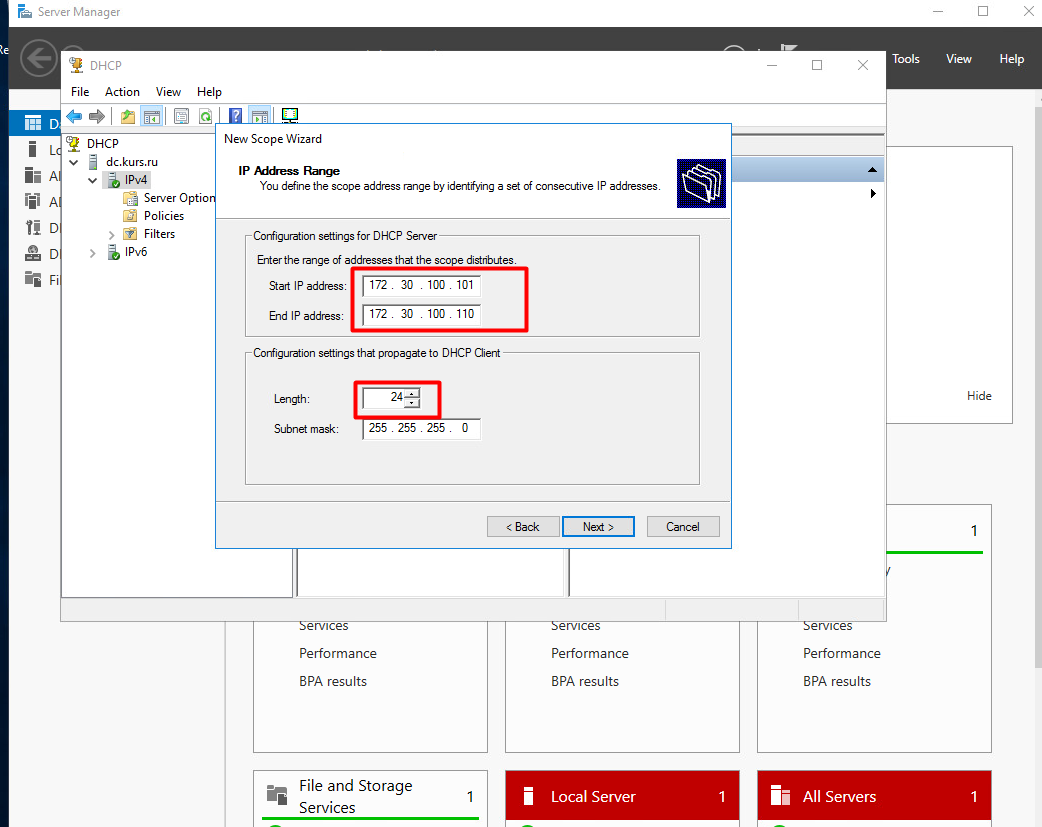 Server Manager
Re
Tools View Help
DHCP
File Action View Help
DHCP
dc.kurs.ru
IPv4
Server Option
Policies
Filters
IPv6
D
Lo
Al
AD
D
D
Fi
New Scope Wizard
IP Address Range
You define the scope address range by identifying a set of consecutive IP addresses.
Configuration settings for DHCP Server
Enter the range of addresses that the scope distributes.
Start IP address: 172 . 30 . 100 . 101
End IP address: 172 . 30 . 100 . 110
Configuration settings that propagate to DHCP Client
Length: 24
Subnet mask: 255 . 255 . 255 . 0
< Back Next > Cancel
Hide
1
y
Services Services Services
Performance Performance Performance
BPA results BPA results BPA results
File and Storage
Services 1
Local Server 1
All Servers 1